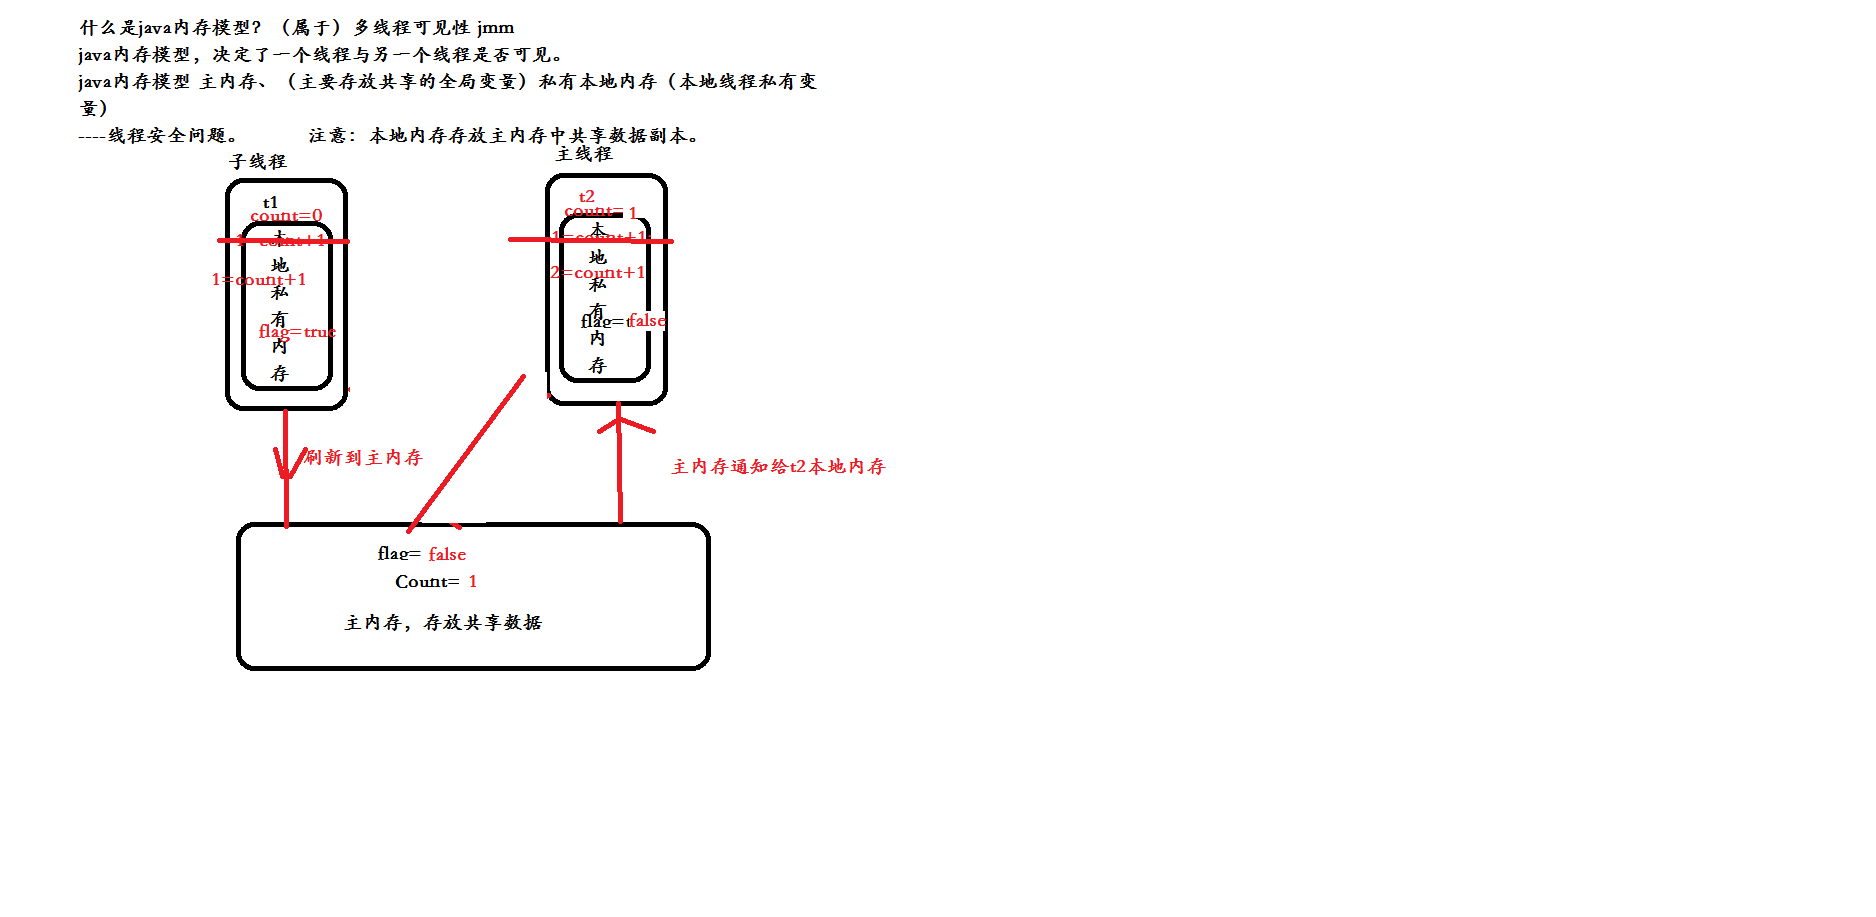 什么是java内存模型？（属于）多线程可见性 jmm
java内存模型，决定了一个线程与另一个线程是否可见。
java内存模型 主内存、（主要存放共享的全局变量）私有本地内存（本地线程私有变
量）
----线程安全问题。 注意：本地内存存放主内存中共享数据副本。
子线程
主线程
t1
count=0
1 count+1
1=count+1
本地私有内存
flag=true
t2
count= 1
1=count+1
2=count+1
本地私有内存
flag=false
刷新到主内存
主内存通知给t2本地内存
flag= false
Count= 1
主内存，存放共享数据